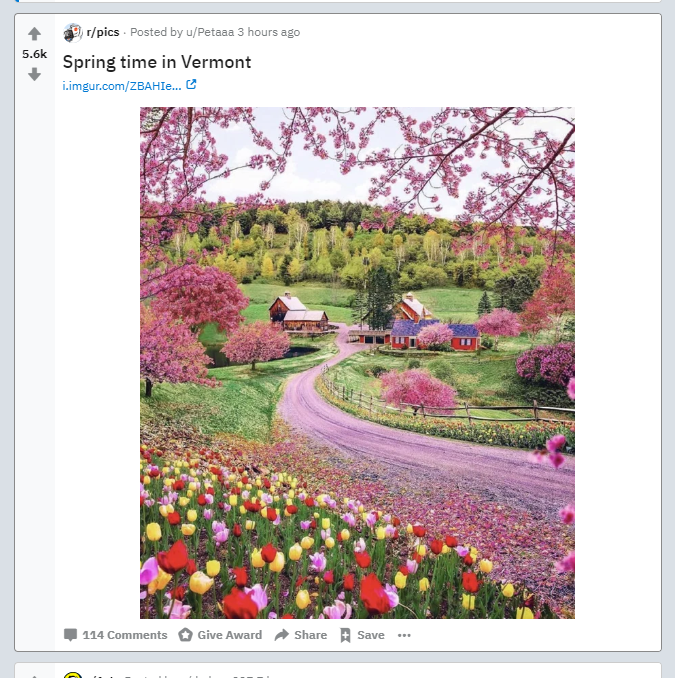 r/pics · Posted by u/Petaaa 3 hours ago
5.6k
Spring time in Vermont
i.imgur.com/ZBAHIe...
114 Comments Give Award Share Save ...